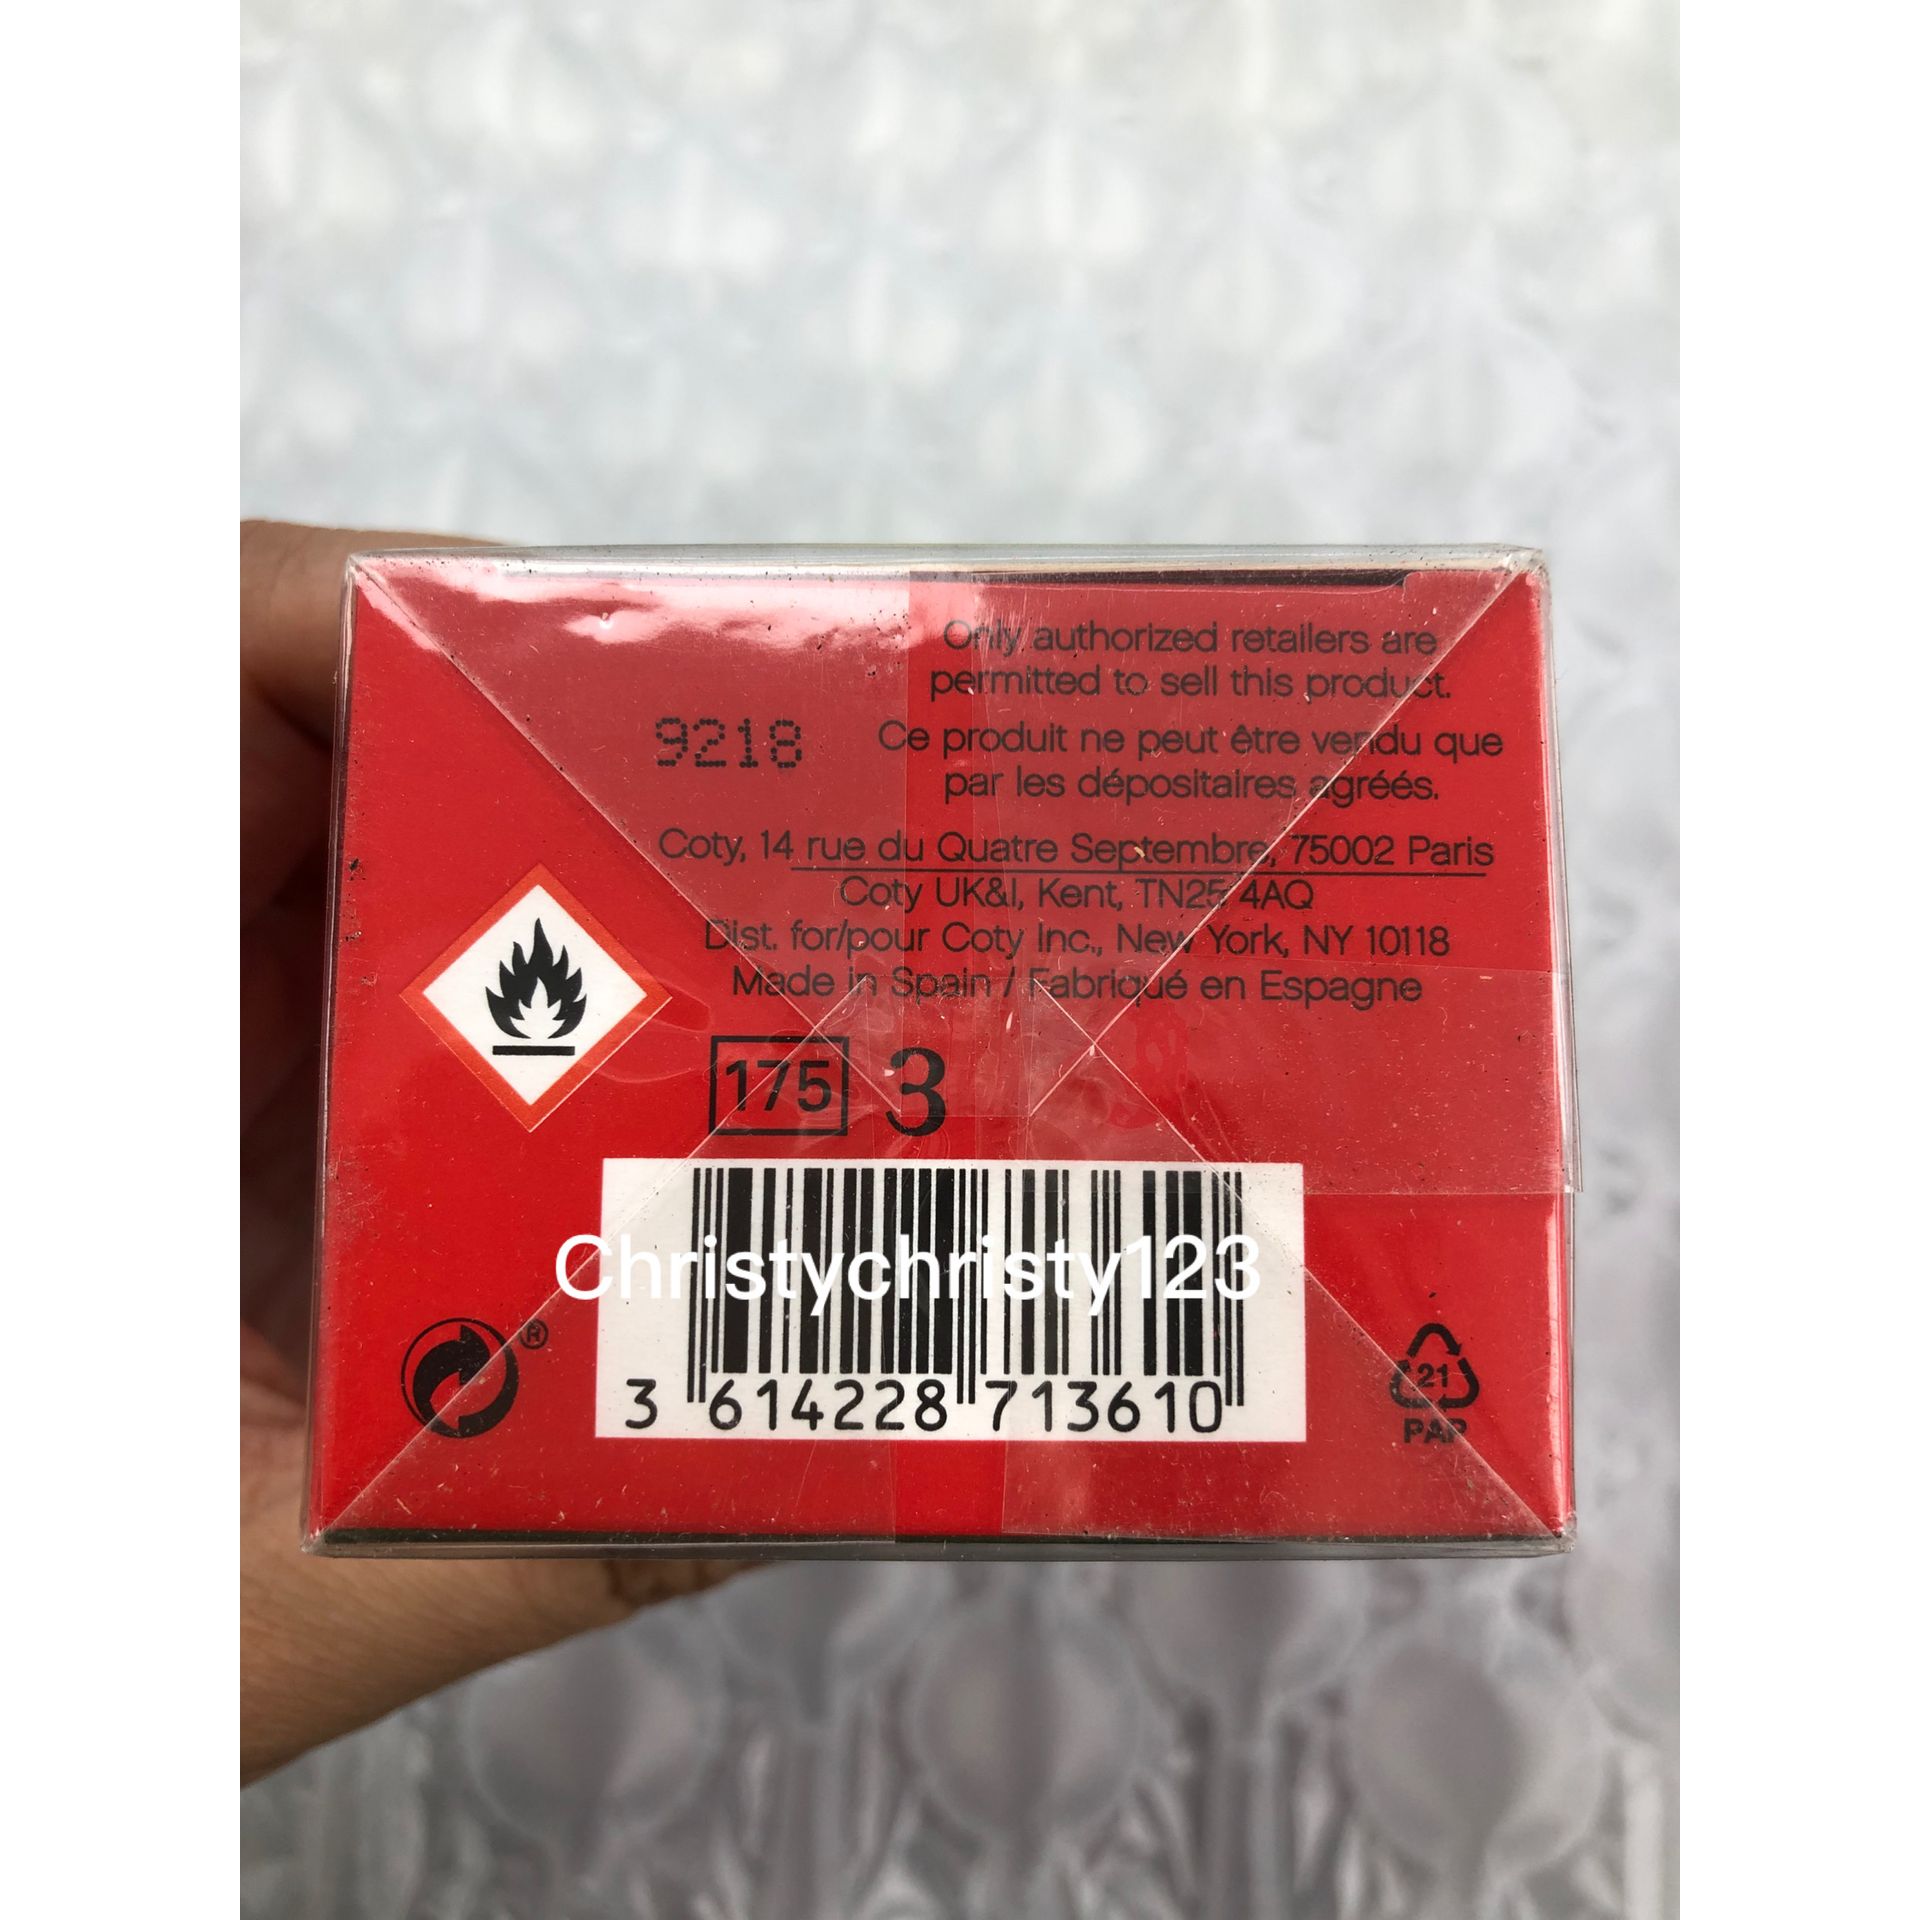 Only authorized retailers are
permitted to sell this product.
9218
Ce produit ne peut être vendu que
par les dépositaires agréés.
Coty, 14 rue du Quatre Septembre, 75002 Paris
Coty UK&I, Kent, TN25 4AQ
Dist. for/pour Coty Inc., New York, NY 10118
Made in Spain / Fabriqué en Espagne
175 3
Christychristy123
®
3 614228 713610
21
PAP